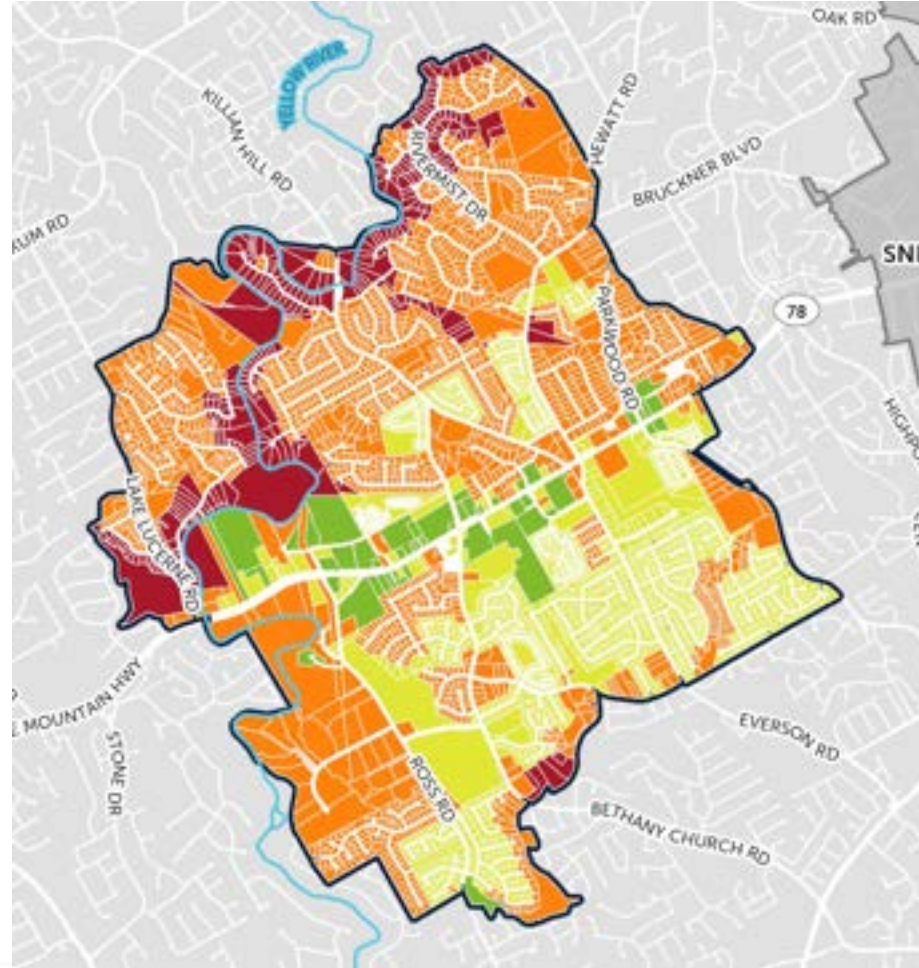 OAK RD
YELLOW RIVER
KILLIAN HILL RD
HEWATT RD
RIVERMIST DR
BRUCKNER BLVD
RD
SN
78
PARKWOOD RD
LAKE LUCERNE RD
MOUNTAIN HWY
STONE DR
ROSS RD
EVERSON RD
BETHANY CHURCH RD